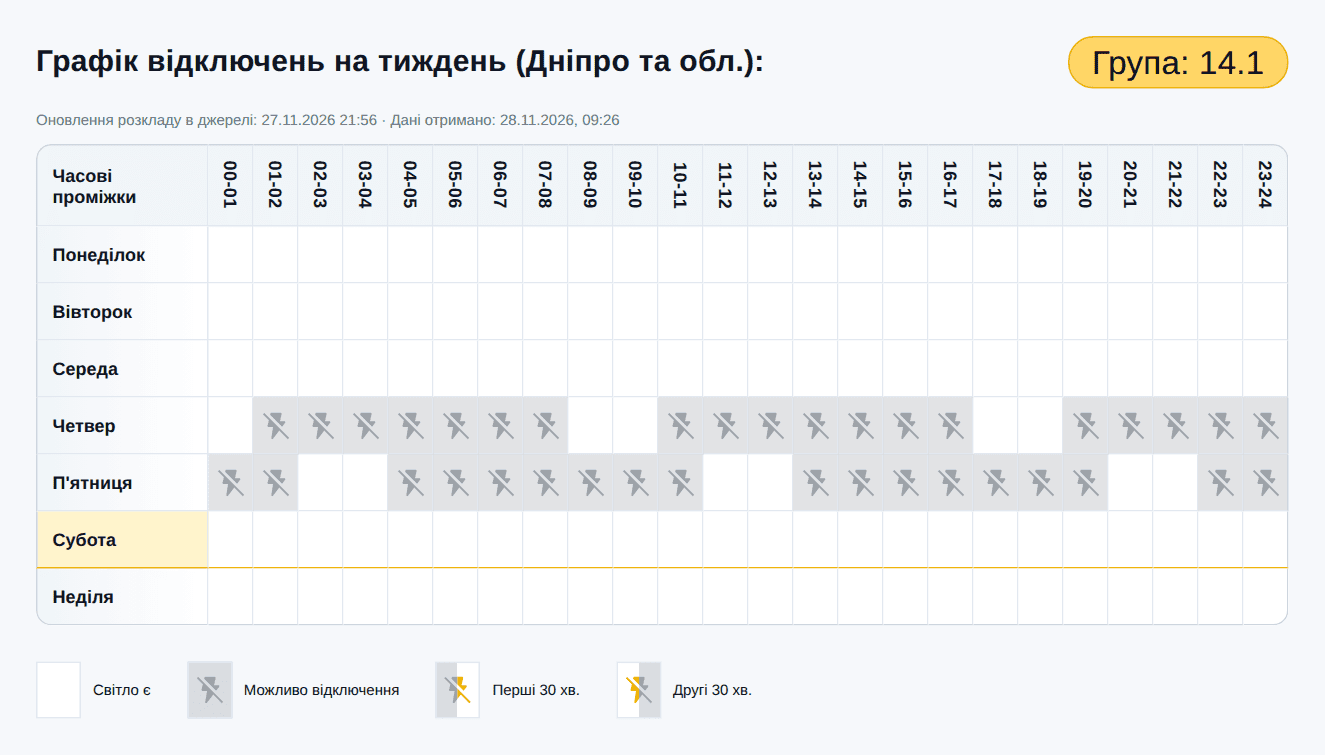 Графік відключень на тиждень (Дніпро та обл.):
Група: 14.1
Оновлення розкладу в джерелі: 27.11.2026 21:56 · Дані отримано: 28.11.2026, 09:26
Часові
проміжки
00-01
01-02
02-03
03-04
04-05
05-06
06-07
07-08
08-09
09-10
10-11
11-12
12-13
13-14
14-15
15-16
16-17
17-18
18-19
19-20
20-21
21-22
22-23
23-24
Понеділок
Вівторок
Середа
Четвер
П'ятниця
Субота
Неділя
Світло є
Можливо відключення
Перші 30 хв.
Другі 30 хв.